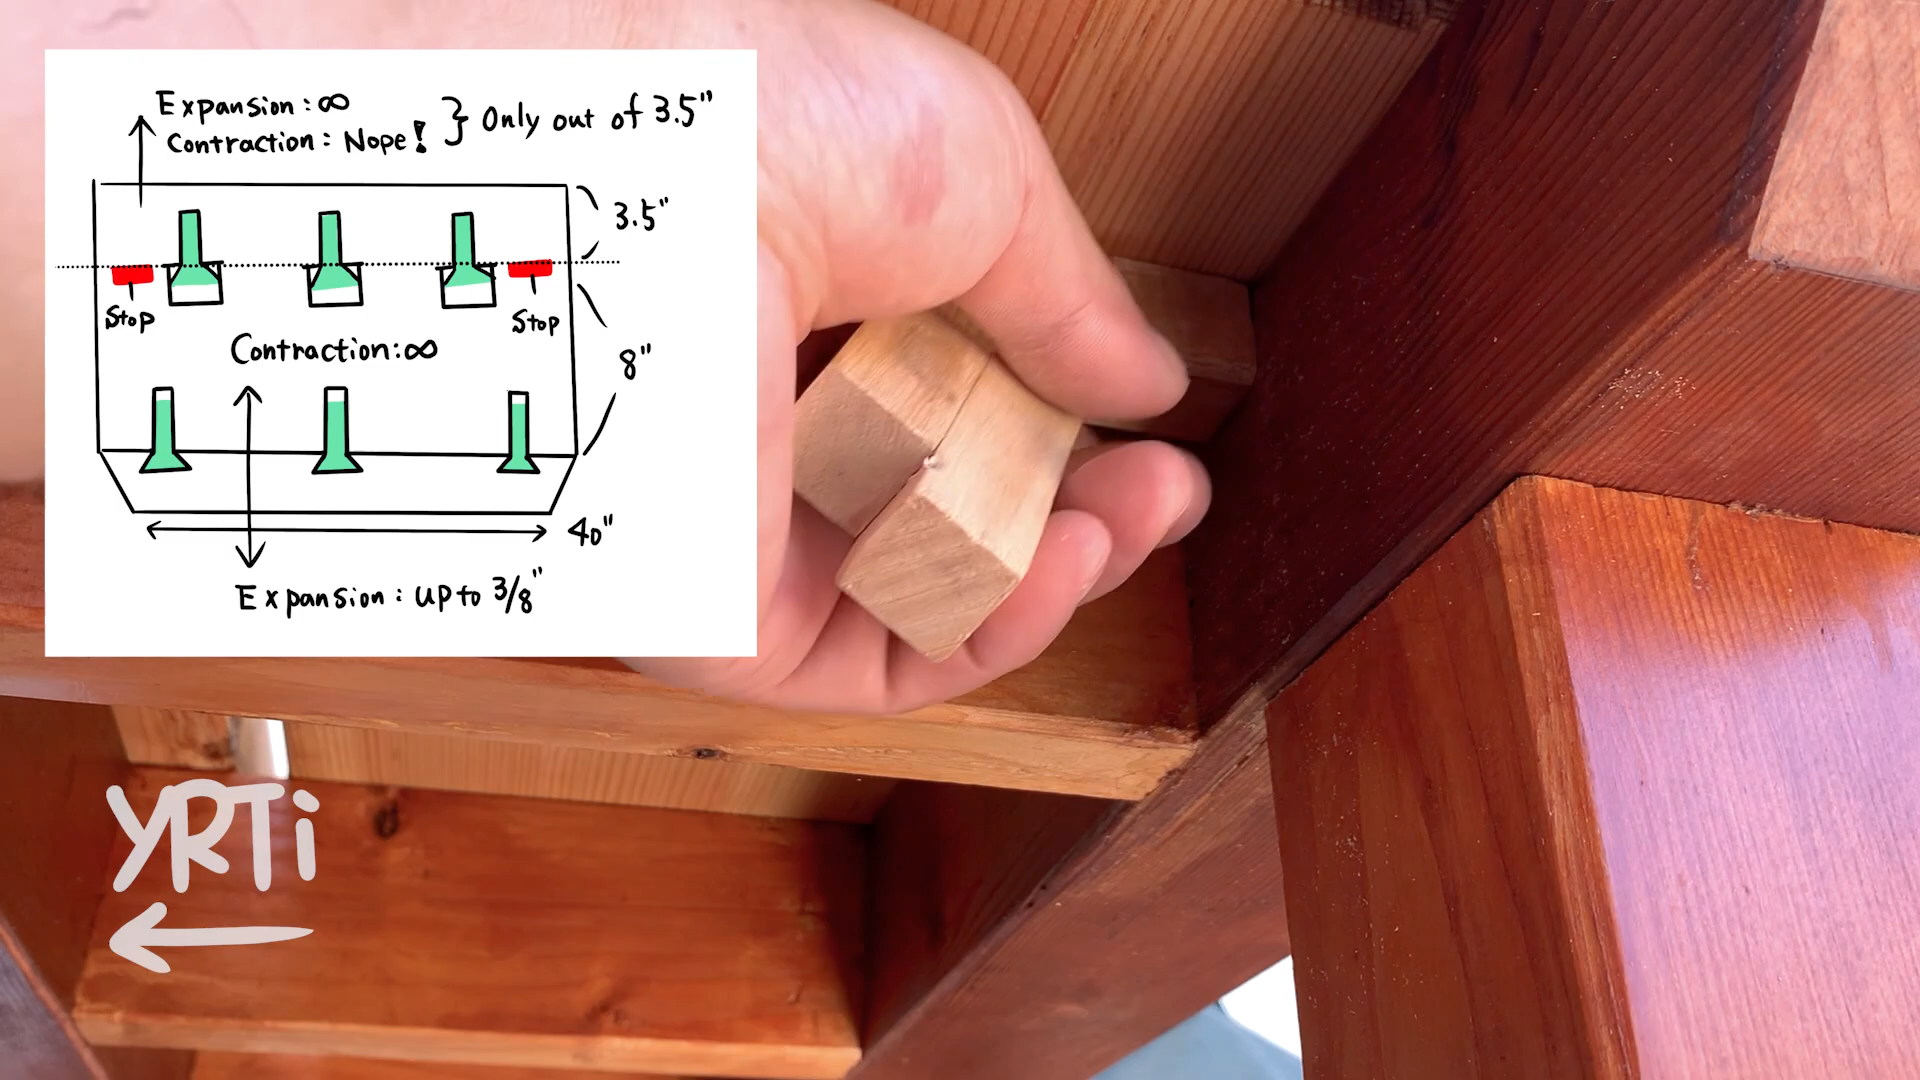 Expansion: ∞
Contraction: Nope! } Only out of 3.5"
3.5"
Stop
Stop
Contraction: ∞
8"
40"
Expansion: up to 3/8"
YRTi